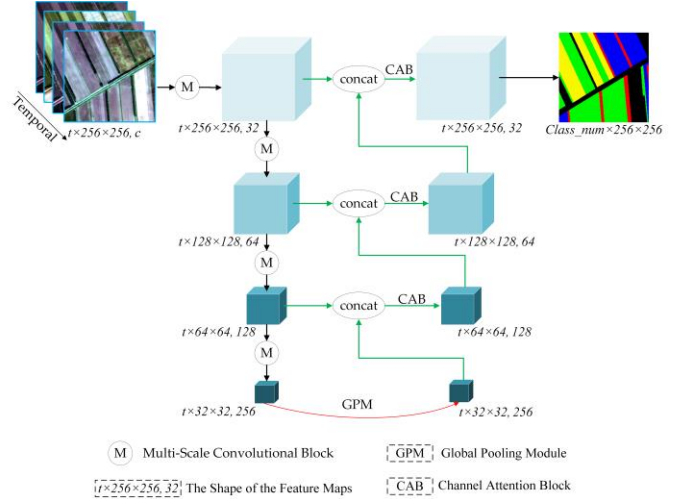 M
concat
CAB
Temporal
t×256×256, c
t×256×256, 32
t×256×256, 32
Class_num×256×256
M
concat
CAB
t×128×128, 64
t×128×128, 64
M
concat
CAB
t×64×64, 128
t×64×64, 128
M
GPM
t×32×32, 256
t×32×32, 256
M Multi-Scale Convolutional Block
GPM Global Pooling Module
t×256×256, 32 The Shape of the Feature Maps
CAB Channel Attention Block